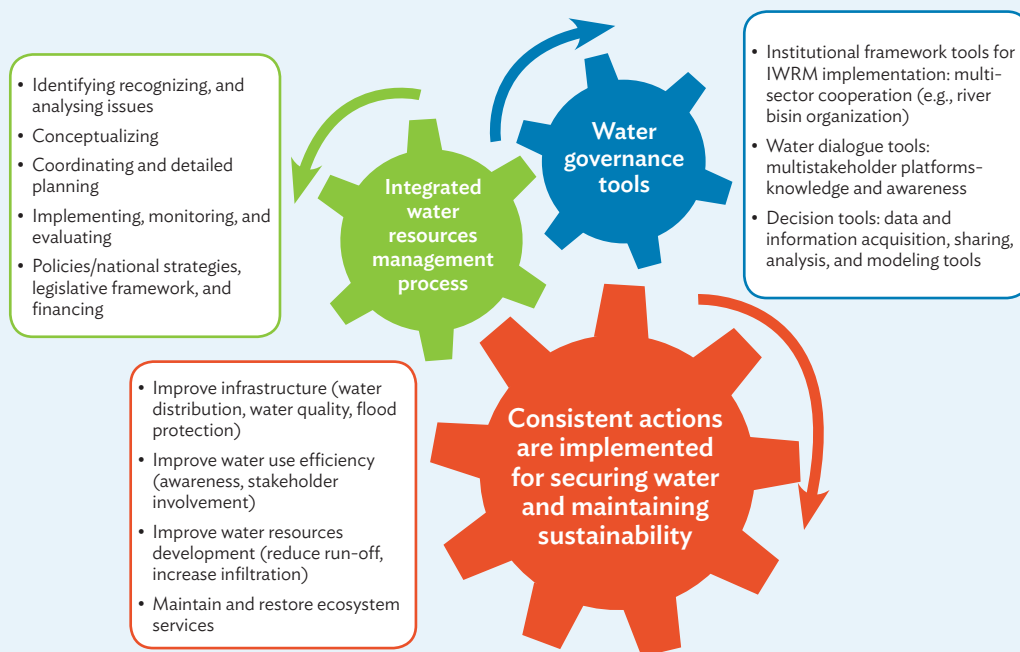 • Identifying recognizing, and
analysing issues
• Conceptualizing
• Coordinating and detailed
planning
• Implementing, monitoring, and
evaluating
• Policies/national strategies,
legislative framework, and
financing
Integrated
water
resources
management
process
Water
governance
tools
• Institutional framework tools for
IWRM implementation: multi-
sector cooperation (e.g., river
bisin organization)
• Water dialogue tools:
multistakeholder platforms-
knowledge and awareness
• Decision tools: data and
information acquisition, sharing,
analysis, and modeling tools
• Improve infrastructure (water
distribution, water quality, flood
protection)
• Improve water use efficiency
(awareness, stakeholder
involvement)
• Improve water resources
development (reduce run-off,
increase infiltration)
• Maintain and restore ecosystem
services
Consistent actions
are implemented
for securing water
and maintaining
sustainability